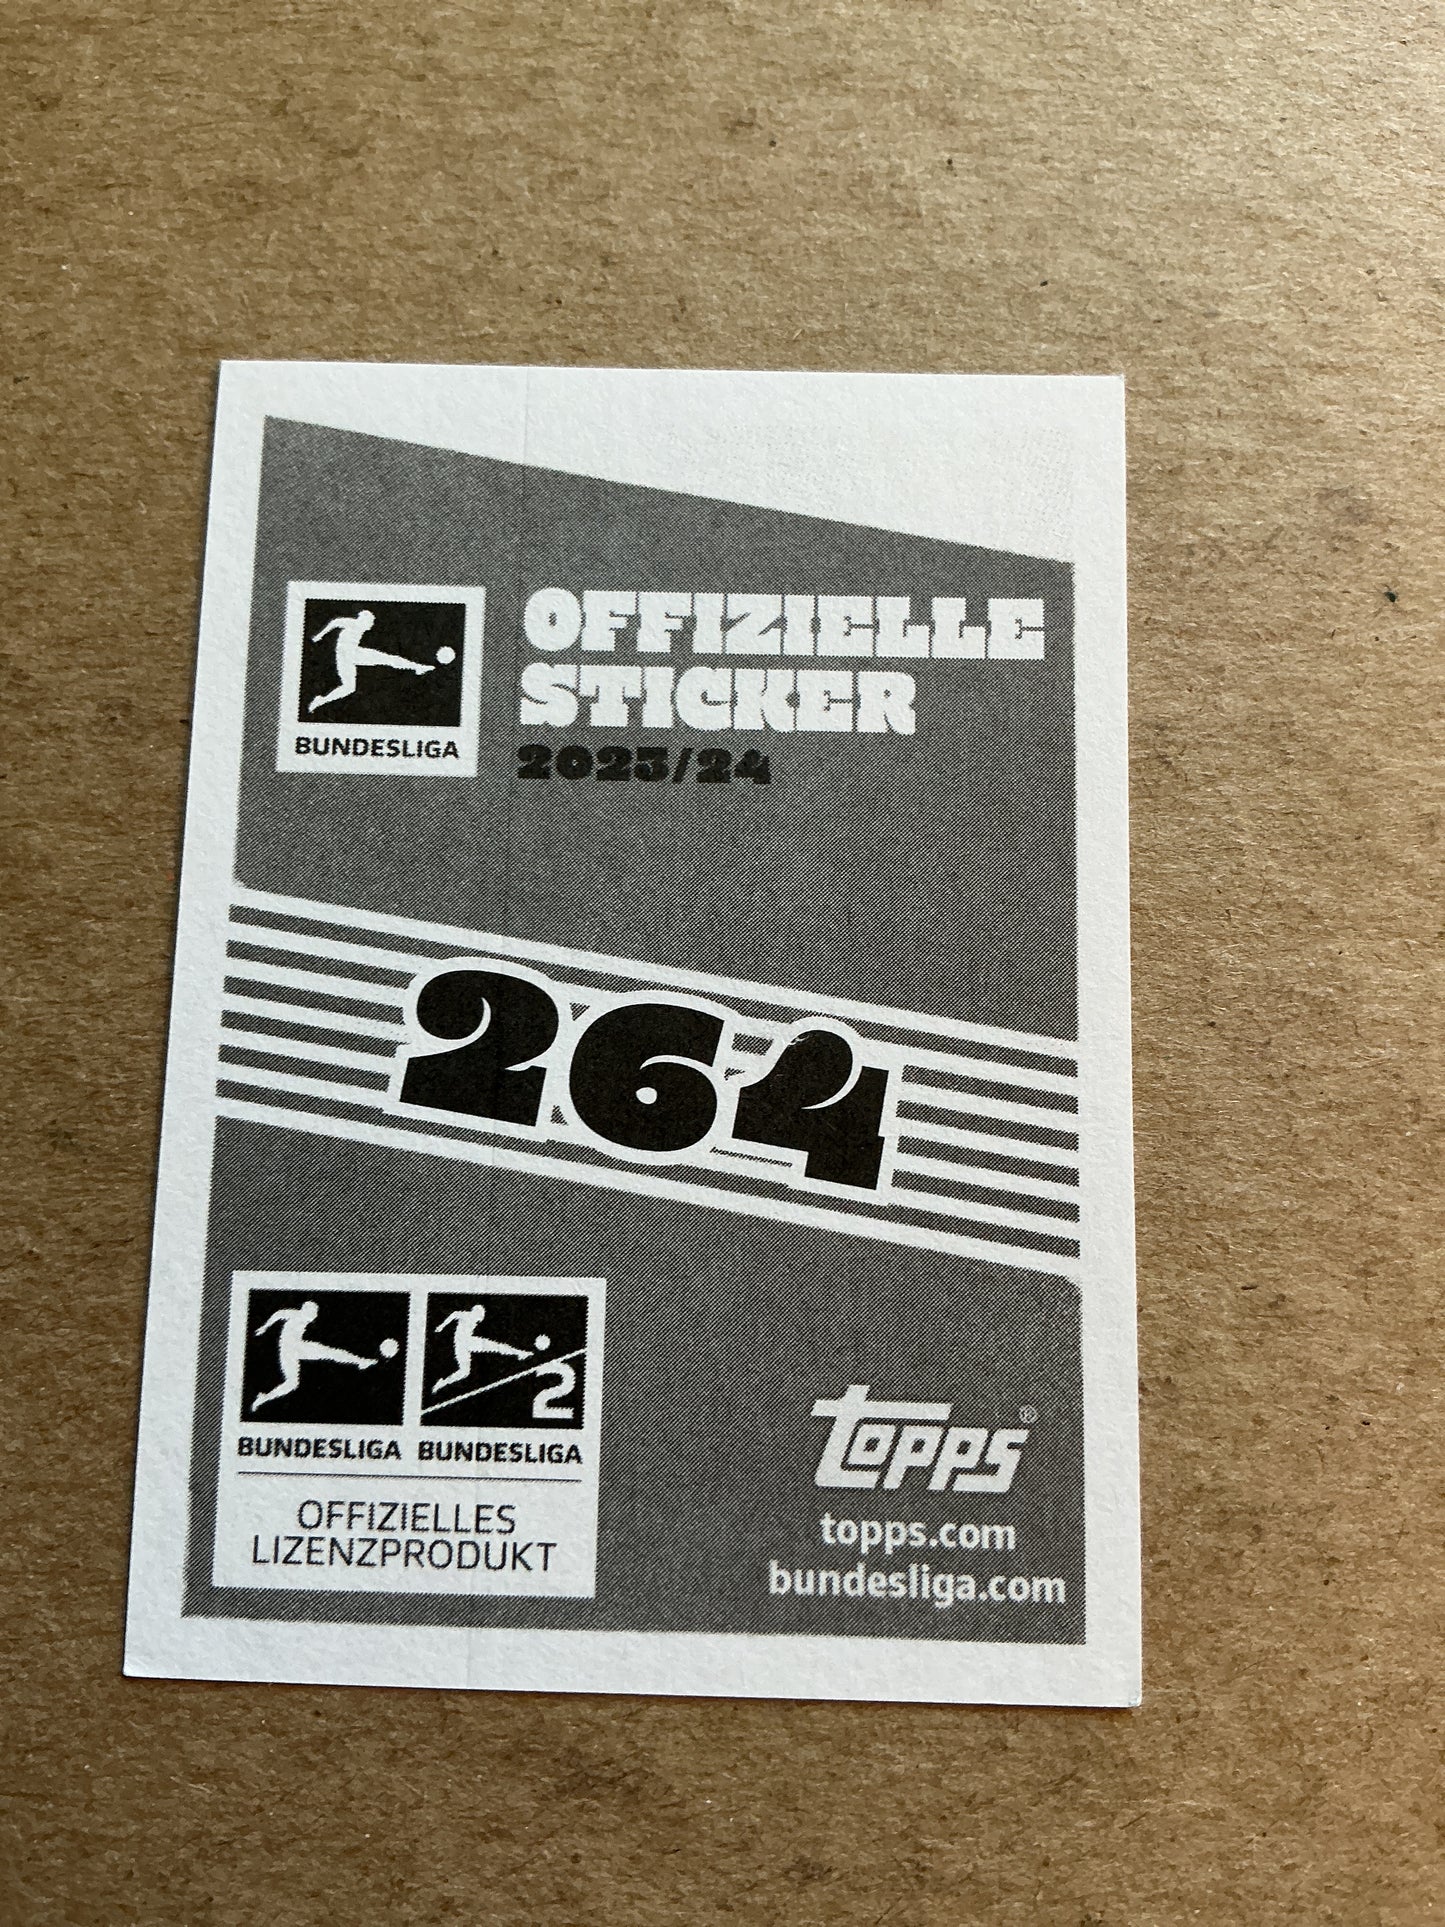 OFFIZIELLE
STICKER
2023/24
BUNDESLIGA
264
2
BUNDESLIGA BUNDESLIGA
OFFIZIELLES
LIZENZPRODUKT
topps®
topps.com
bundesliga.com